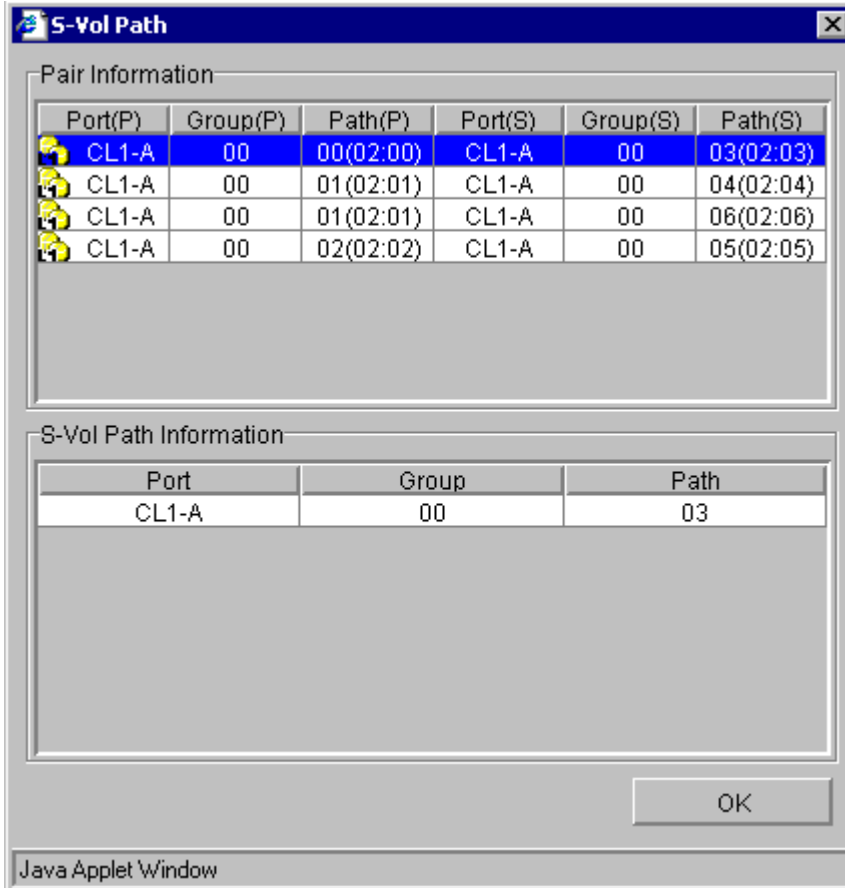 S-Vol Path
Pair Information
Port(P) Group(P) Path(P) Port(S) Group(S) Path(S)
CL1-A 00 00(02:00) CL1-A 00 03(02:03)
CL1-A 00 01(02:01) CL1-A 00 04(02:04)
CL1-A 00 01(02:01) CL1-A 00 06(02:06)
CL1-A 00 02(02:02) CL1-A 00 05(02:05)
S-Vol Path Information
Port Group Path
CL1-A 00 03
OK
Java Applet Window